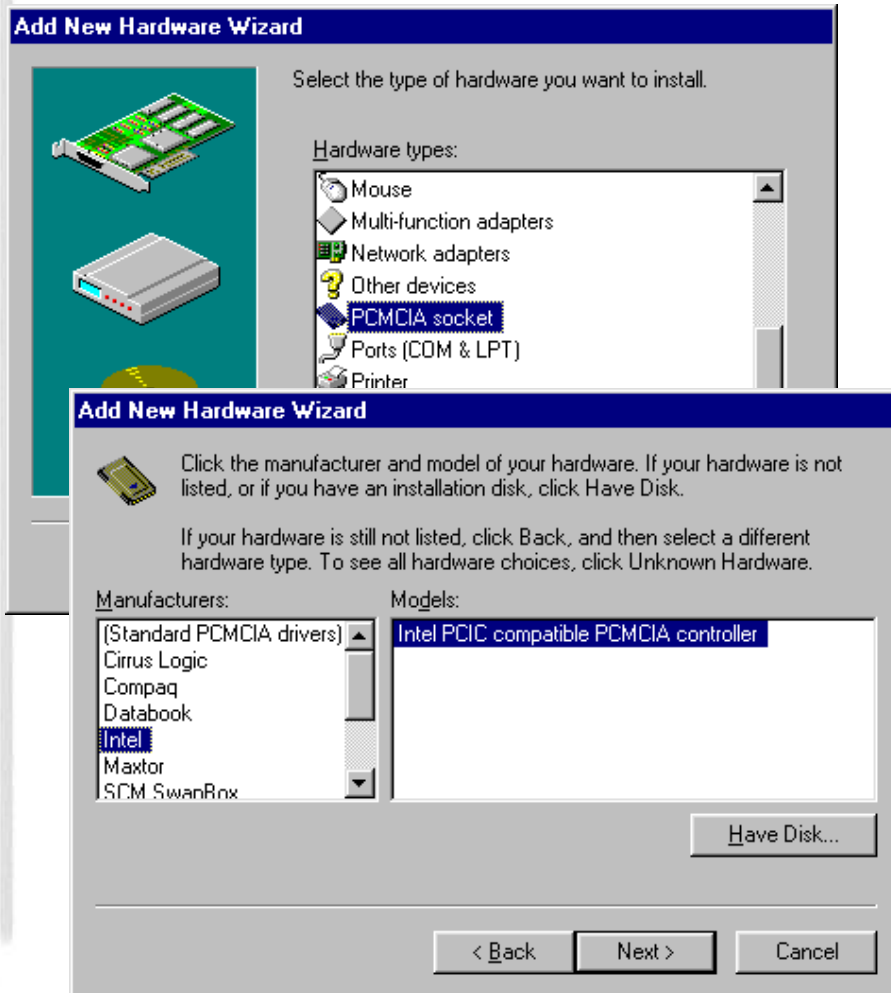 Add New Hardware Wizard
Select the type of hardware you want to install.
Hardware types:
Mouse
Multi-function adapters
Network adapters
Other devices
PCMCIA socket
Ports (COM & LPT)
Printer
Add New Hardware Wizard
Click the manufacturer and model of your hardware. If your hardware is not
listed, or if you have an installation disk, click Have Disk.
If your hardware is still not listed, click Back, and then select a different
hardware type. To see all hardware choices, click Unknown Hardware.
Manufacturers:
Models:
(Standard PCMCIA drivers)
Intel PCIC compatible PCMCIA controller
Cirrus Logic
Compaq
Databook
Intel
Maxtor
SCM SwapBox
Have Disk...
< Back
Next >
Cancel